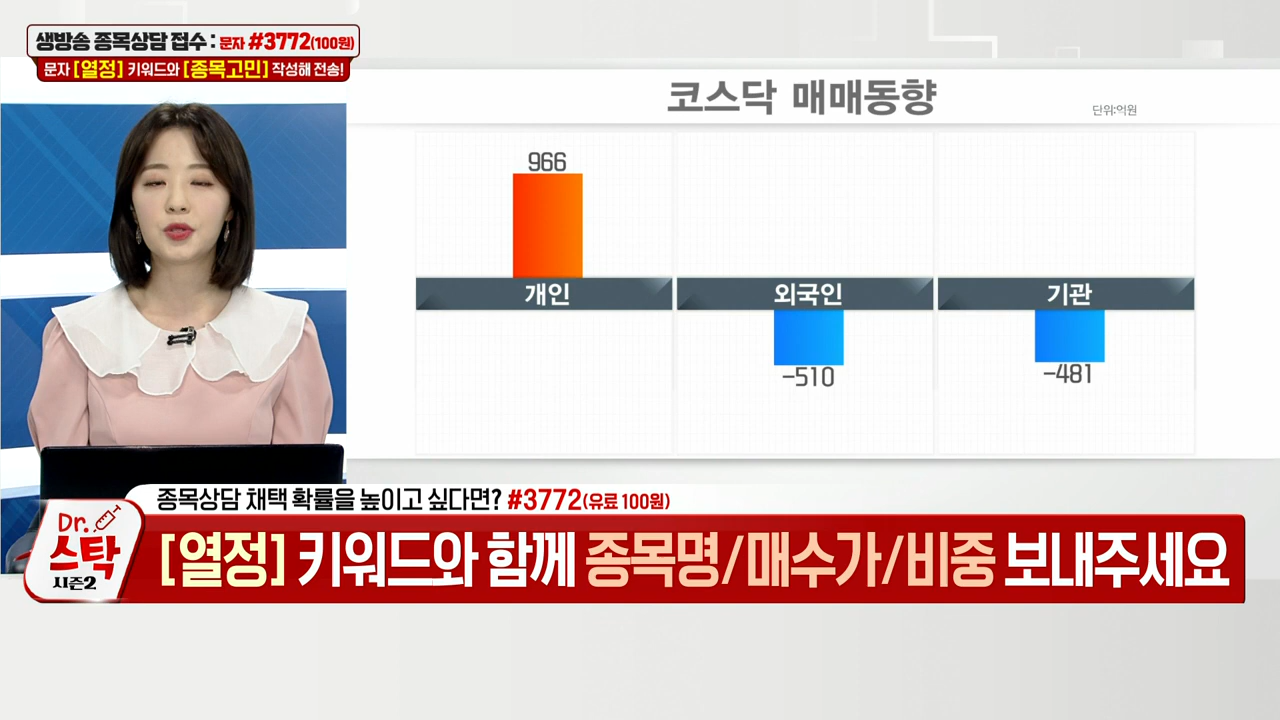 생방송 종목상담 접수 : 문자 #3772(100원)
문자 [열정] 키워드와 [종목고민] 작성해 전송!
코스닥 매매동향
단위:억원
966
개인
외국인
기관
-510
-481
종목상담 채택 확률을 높이고 싶다면? #3772(유료 100원)
Dr.
스탁
시즌2
[열정] 키워드와 함께 종목명/매수가/비중 보내주세요